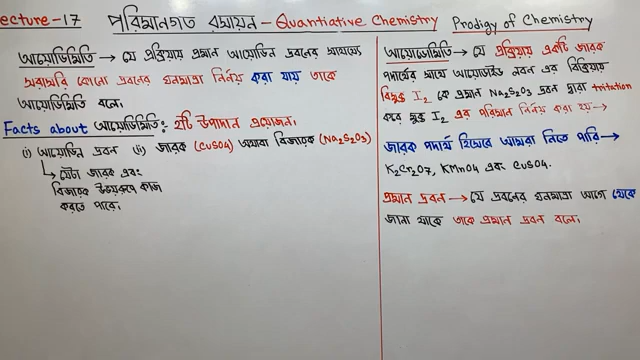 Lecture-17 পরিমানগত রসায়ন - Quantiative Chemistry Prodigy of Chemistry
আয়োডিমিতি → যে প্রক্রিয়ায় প্রমান আয়োডিন দ্রবনের সাহায্যে
সরাসরি কোনো দ্রবনের ঘনমাত্রা নির্নয় করা যায় তাকে
আয়োডিমিতি বলে।
Facts about আয়োডিমিতি: ২টি উপাদান প্রয়োজন।
(i) আয়োডিন দ্রবন (ii) জারক (CuSO4) অথবা বিজারক (Na2S2O3)
যেটা জারক এবং
বিজারক উভয়রূপে কাজ
করতে পারে।
আয়োডোমিতি → যে প্রক্রিয়ায় একটি জারক
পদার্থের সাথে আয়োডাইড লবন এর বিক্রিয়ায়
বিমুক্ত I2 কে প্রমান Na2S2O3 দ্রবন দ্বারা titration
করে মুক্ত I2 এর পরিমান নির্নয় করা হয় →
জারক পদার্থ হিসেবে আমরা নিতে পারি →
K2Cr2O7, KMnO4 এবং CuSO4.
প্রমান দ্রবন → যে দ্রবনের ঘনমাত্রা আগে থেকে
জানা থাকে তাকে প্রমান দ্রবন বলে।